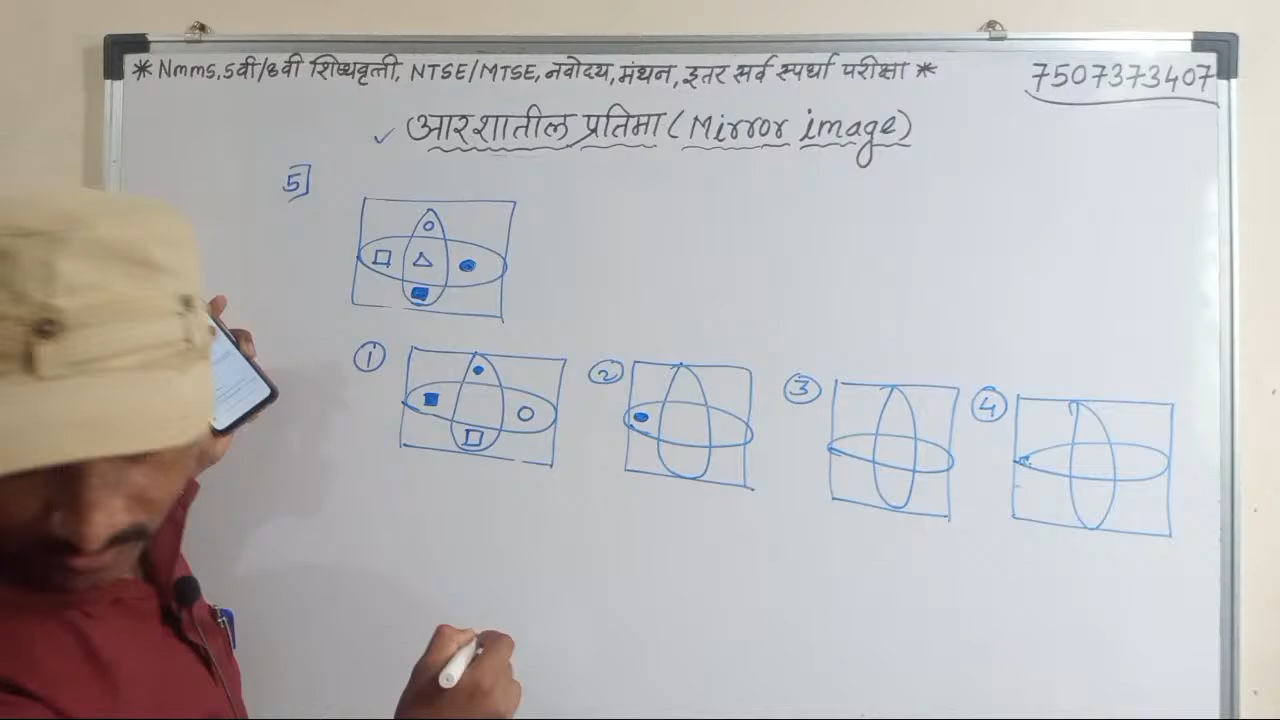 * Nmms, 5वी/8वी शिष्यवृत्ती, NTSE/MTSE, नवोदय, मंथन, इतर सर्व स्पर्धा परीक्षा *
7507373407
आरशातील प्रतिमा (Mirror image)
5]
1 2 3 4